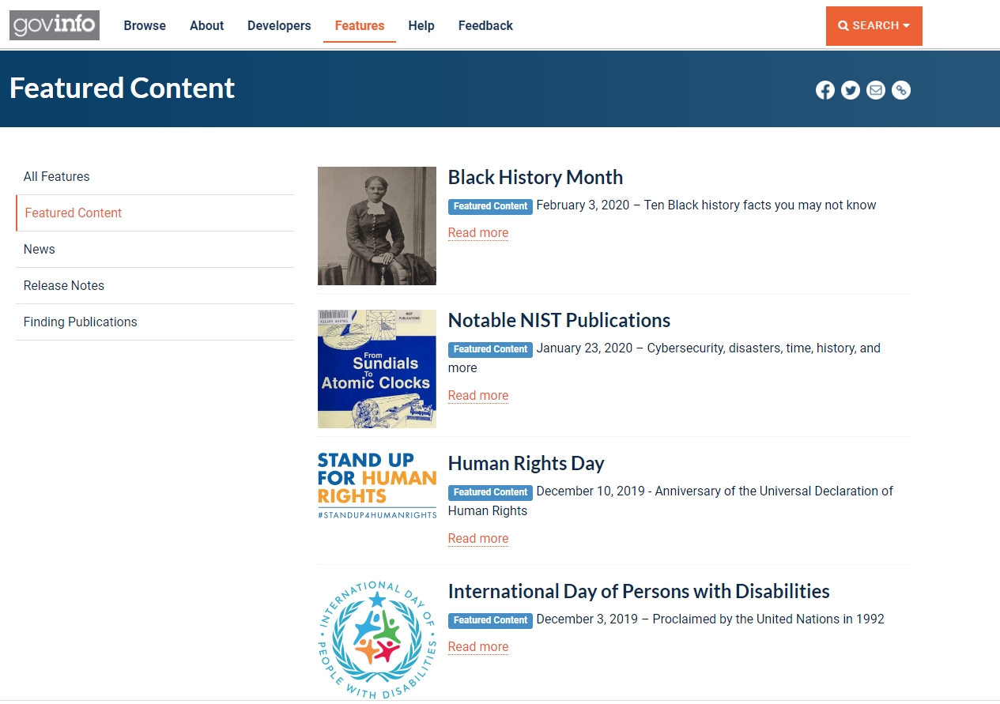 govinfo
Browse
About
Developers
Features
Help
Feedback
SEARCH
Featured Content
All Features
Featured Content
News
Release Notes
Finding Publications
Black History Month
Featured Content February 3, 2020 – Ten Black history facts you may not know
Read more
NIST
PUBLICATIONS
From
Sundials
To
Atomic Clocks
Notable NIST Publications
Featured Content January 23, 2020 – Cybersecurity, disasters, time, history, and
more
Read more
STAND UP
FOR HUMAN
RIGHTS
#STANDUP4HUMANRIGHTS
Human Rights Day
Featured Content December 10, 2019 - Anniversary of the Universal Declaration of
Human Rights
Read more
INTERNATIONAL DAY OF
PEOPLE WITH DISABILITIES
International Day of Persons with Disabilities
Featured Content December 3, 2019 – Proclaimed by the United Nations in 1992
Read more